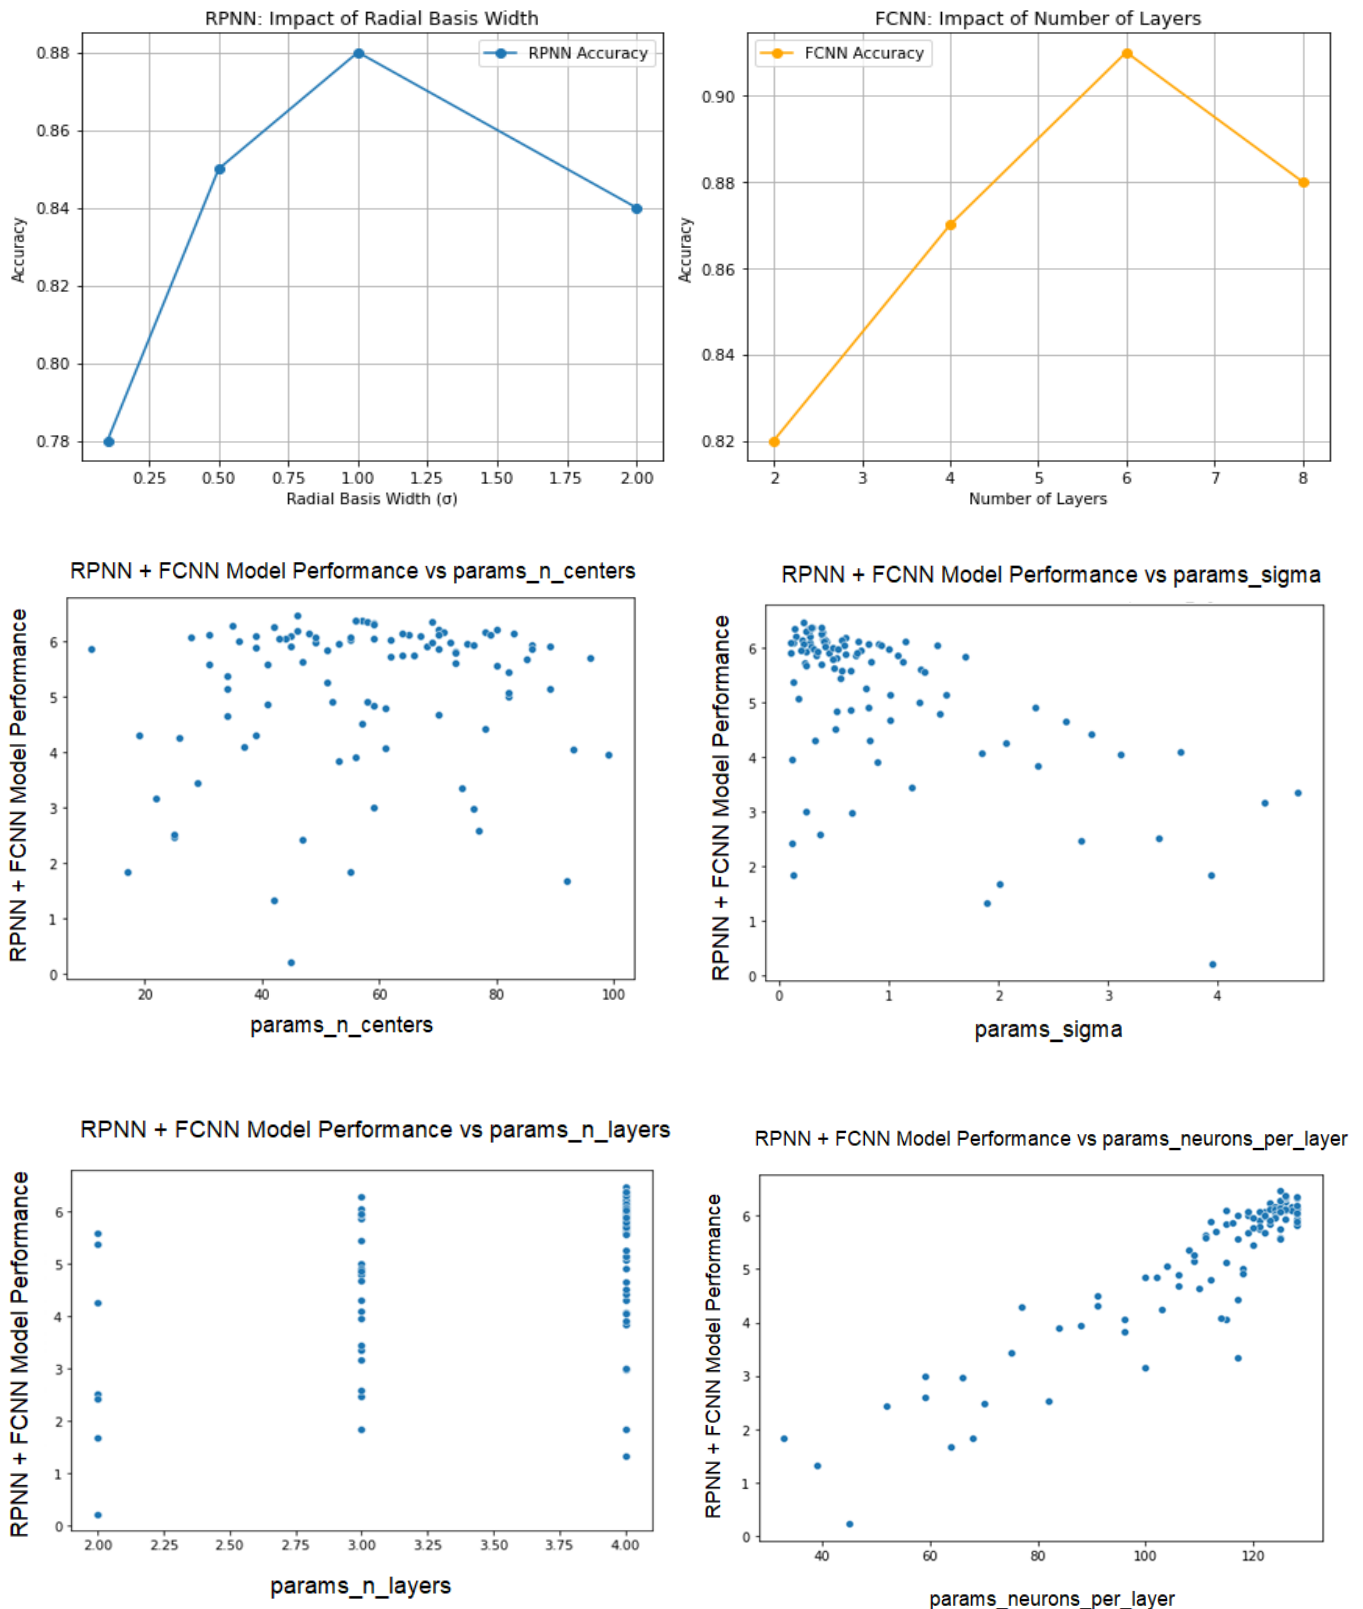 RPNN: Impact of Radial Basis Width
RPNN Accuracy
0.88
0.86
0.84
0.82
0.80
0.78
Accuracy
0.25 0.50 0.75 1.00 1.25 1.50 1.75 2.00
Radial Basis Width (σ)
FCNN: Impact of Number of Layers
FCNN Accuracy
0.90
0.88
0.86
0.84
0.82
Accuracy
2 3 4 5 6 7 8
Number of Layers
RPNN + FCNN Model Performance vs params_n_centers
RPNN + FCNN Model Performance
6
5
4
3
2
1
0
20 40 60 80 100
params_n_centers
RPNN + FCNN Model Performance vs params_sigma
RPNN + FCNN Model Performance
6
5
4
3
2
1
0
0 1 2 3 4
params_sigma
RPNN + FCNN Model Performance vs params_n_layers
RPNN + FCNN Model Performance
6
5
4
3
2
1
0
2.00 2.25 2.50 2.75 3.00 3.25 3.50 3.75 4.00
params_n_layers
RPNN + FCNN Model Performance vs params_neurons_per_layer
RPNN + FCNN Model Performance
6
5
4
3
2
1
0
40 60 80 100 120
params_neurons_per_layer